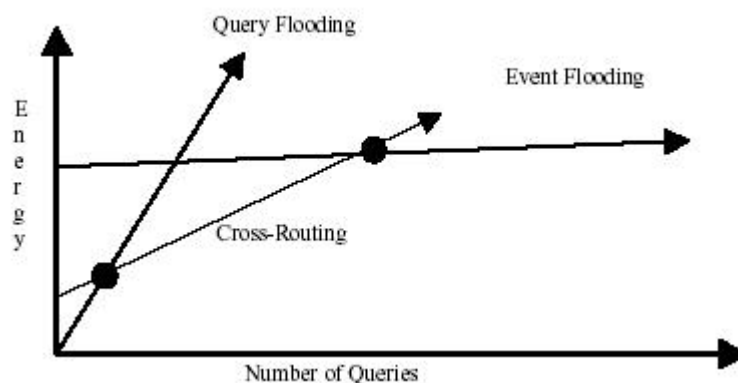 Query Flooding
Event Flooding
Energy
Cross-Routing
Number of Queries